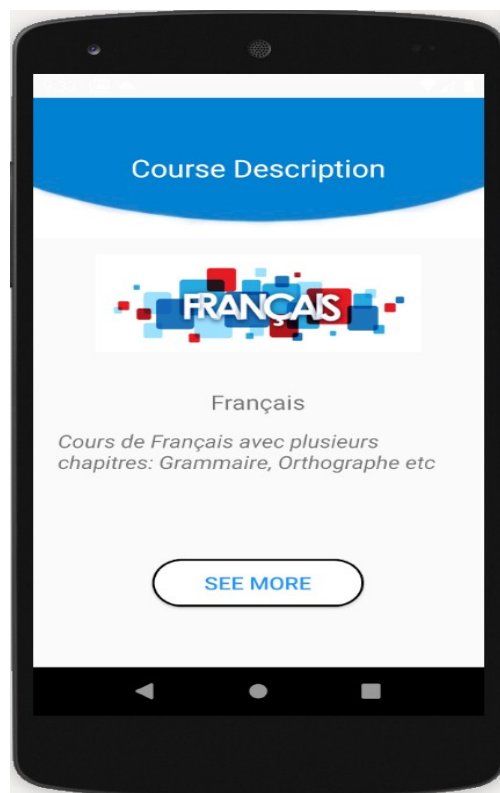 Course Description
FRANÇAIS
Français
Cours de Français avec plusieurs
chapitres: Grammaire, Orthographe etc
SEE MORE